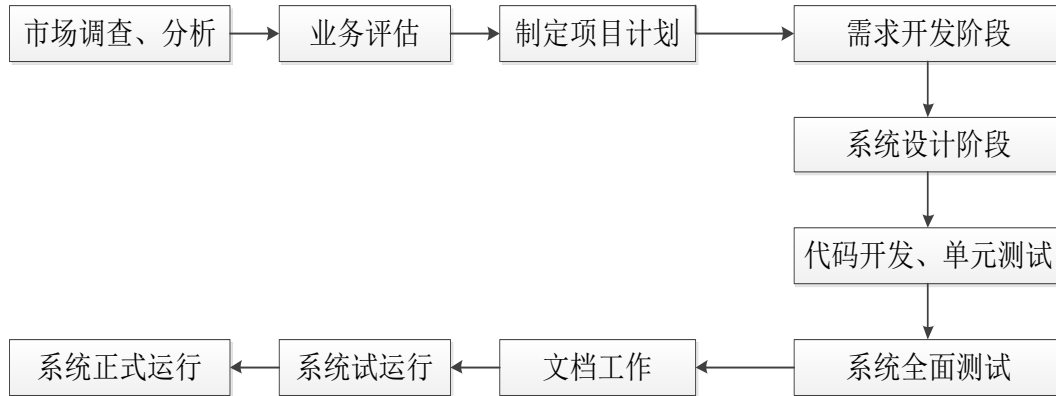 市场调查、分析
业务评估
制定项目计划
需求开发阶段
系统设计阶段
代码开发、单元测试
系统全面测试
文档工作
系统试运行
系统正式运行